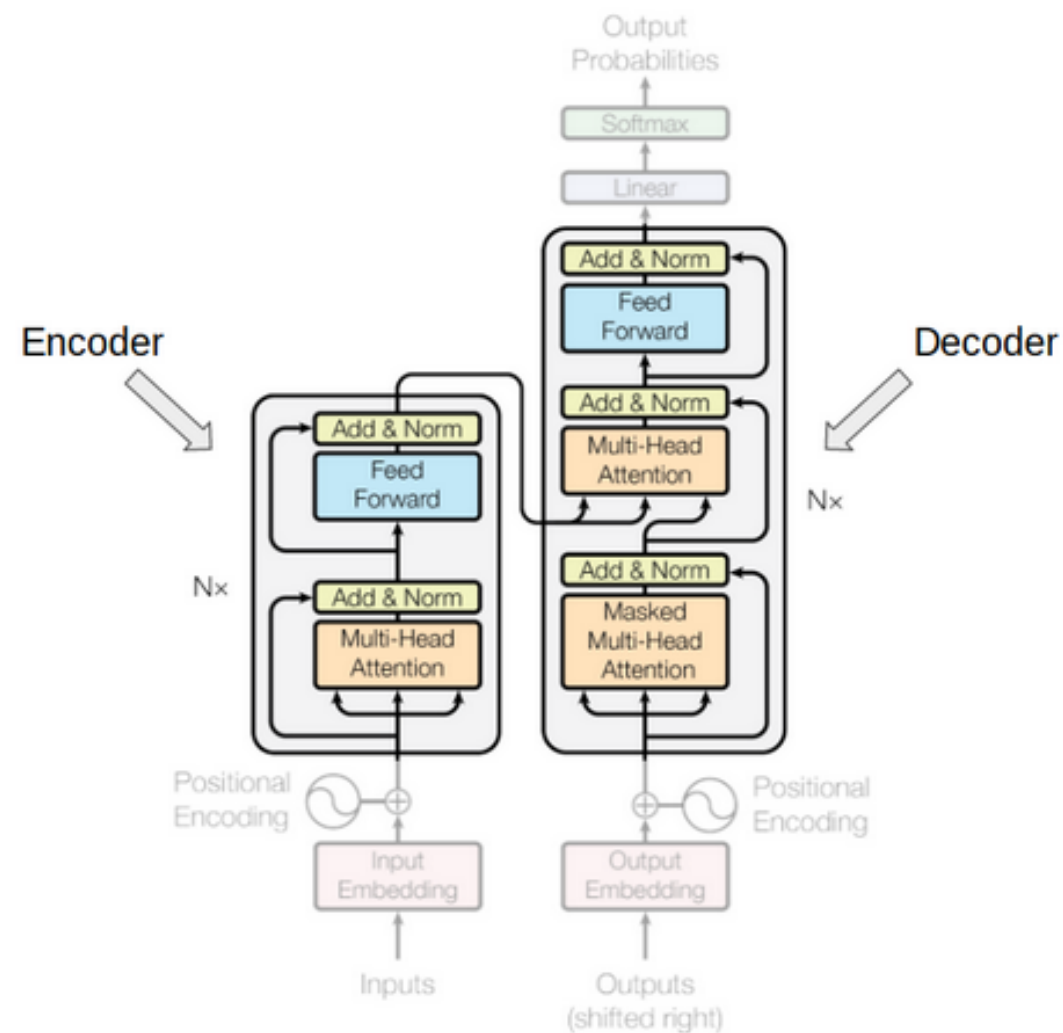 Output
Probabilities
Softmax
Linear
Add & Norm
Feed
Forward
Add & Norm
Multi-Head
Attention
Add & Norm
Masked
Multi-Head
Attention
Nx
Decoder
Encoder
Add & Norm
Feed
Forward
Add & Norm
Multi-Head
Attention
Nx
Positional
Encoding
Input
Embedding
Inputs
Positional
Encoding
Output
Embedding
Outputs
(shifted right)